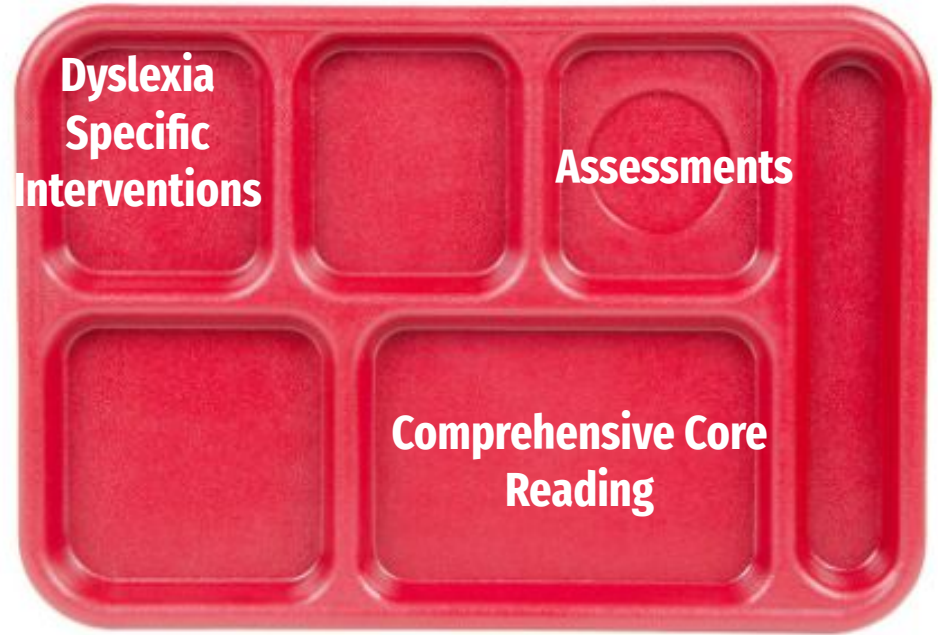 Dyslexia
Specific
Interventions
Assessments
Comprehensive Core
Reading